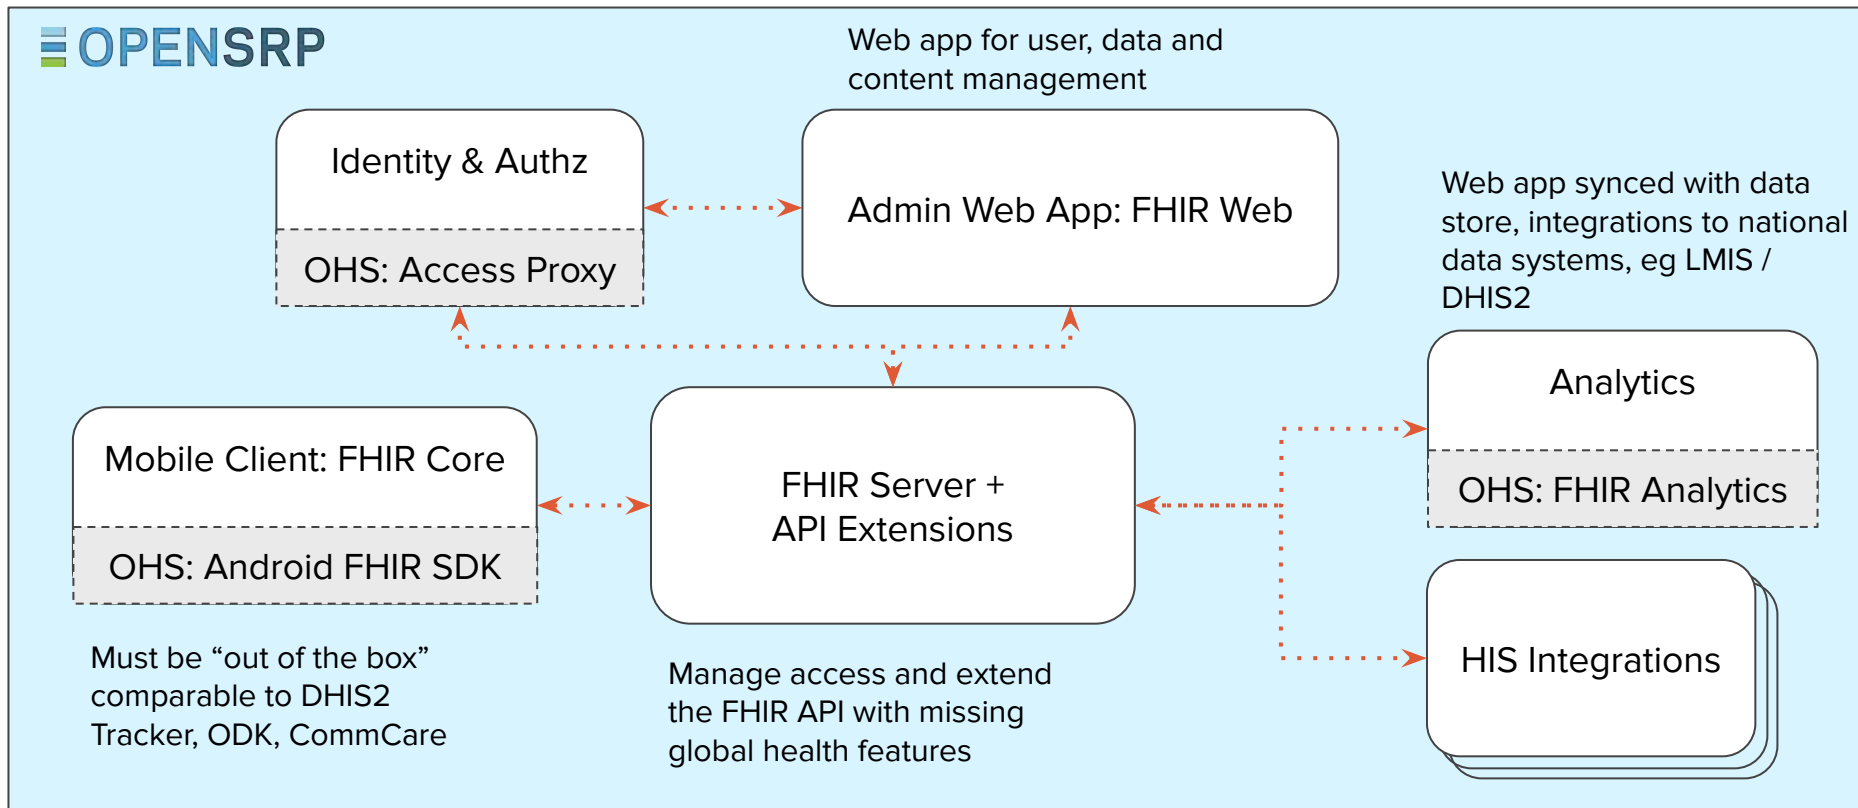 OPENSRP
Web app for user, data and
content management
Identity & Authz
OHS: Access Proxy
Admin Web App: FHIR Web
Web app synced with data
store, integrations to national
data systems, eg LMIS /
DHIS2
Mobile Client: FHIR Core
OHS: Android FHIR SDK
Must be “out of the box”
comparable to DHIS2
Tracker, ODK, CommCare
FHIR Server +
API Extensions
Manage access and extend
the FHIR API with missing
global health features
Analytics
OHS: FHIR Analytics
HIS Integrations